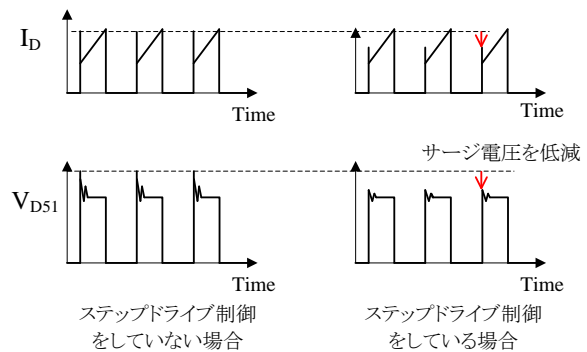 I_D
Time
Time
サージ電圧を低減
V_D51
Time
Time
ステップドライブ制御
をしていない場合
ステップドライブ制御
をしている場合